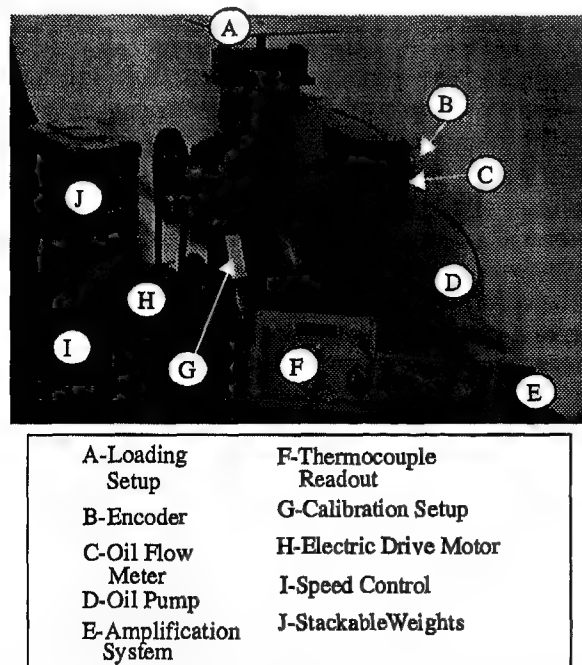 A
B
C
J
D
H
I
G
F
E
A-Loading
Setup
B-Encoder
C-Oil Flow
Meter
D-Oil Pump
E-Amplification
System
F-Thermocouple
Readout
G-Calibration Setup
H-Electric Drive Motor
I-Speed Control
J-StackableWeights